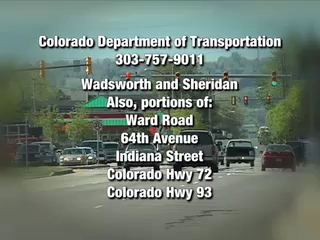 Colorado Department of Transportation
303-757-9011
Wadsworth and Sheridan
Also, portions of:
Ward Road
64th Avenue
Indiana Street
Colorado Hwy 72
Colorado Hwy 93